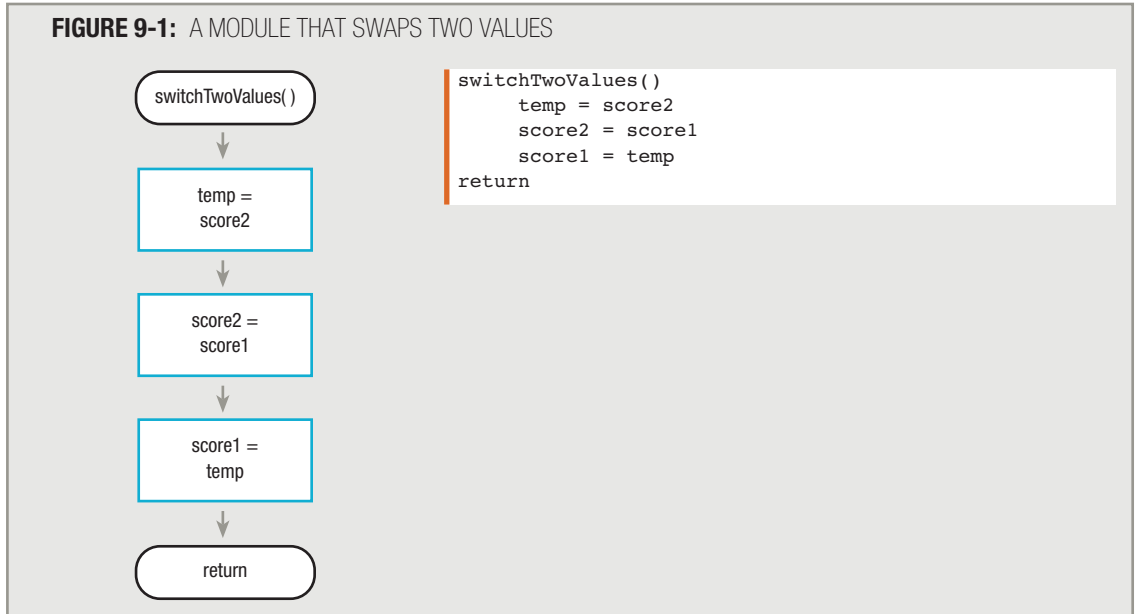 FIGURE 9-1: A MODULE THAT SWAPS TWO VALUES
switchTwoValues( )
temp =
score2
score2 =
score1
score1 =
temp
return
switchTwoValues()
temp = score2
score2 = score1
score1 = temp
return